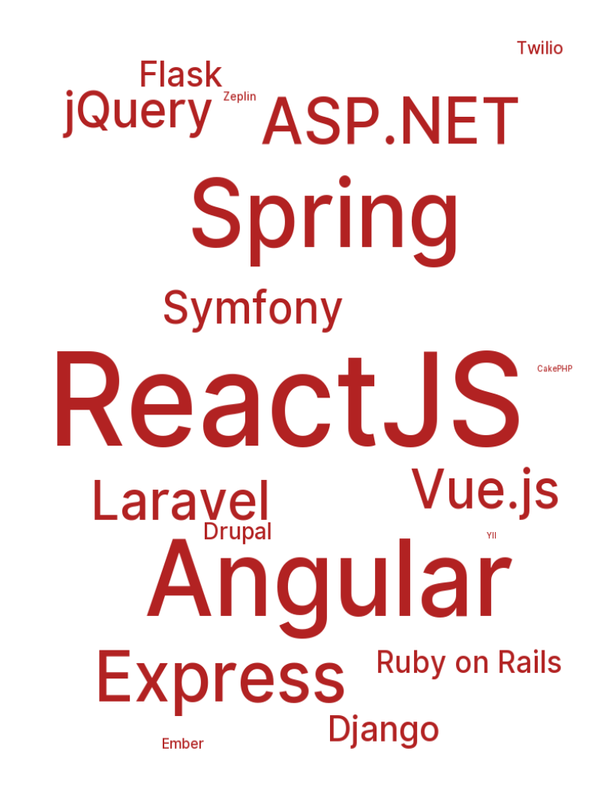 Twilio
Flask
Zeplin
jQuery
ASP.NET
Spring
Symfony
ReactJS
CakePHP
Vue.js
Laravel
Drupal
YII
Angular
Ruby on Rails
Express
Django
Ember